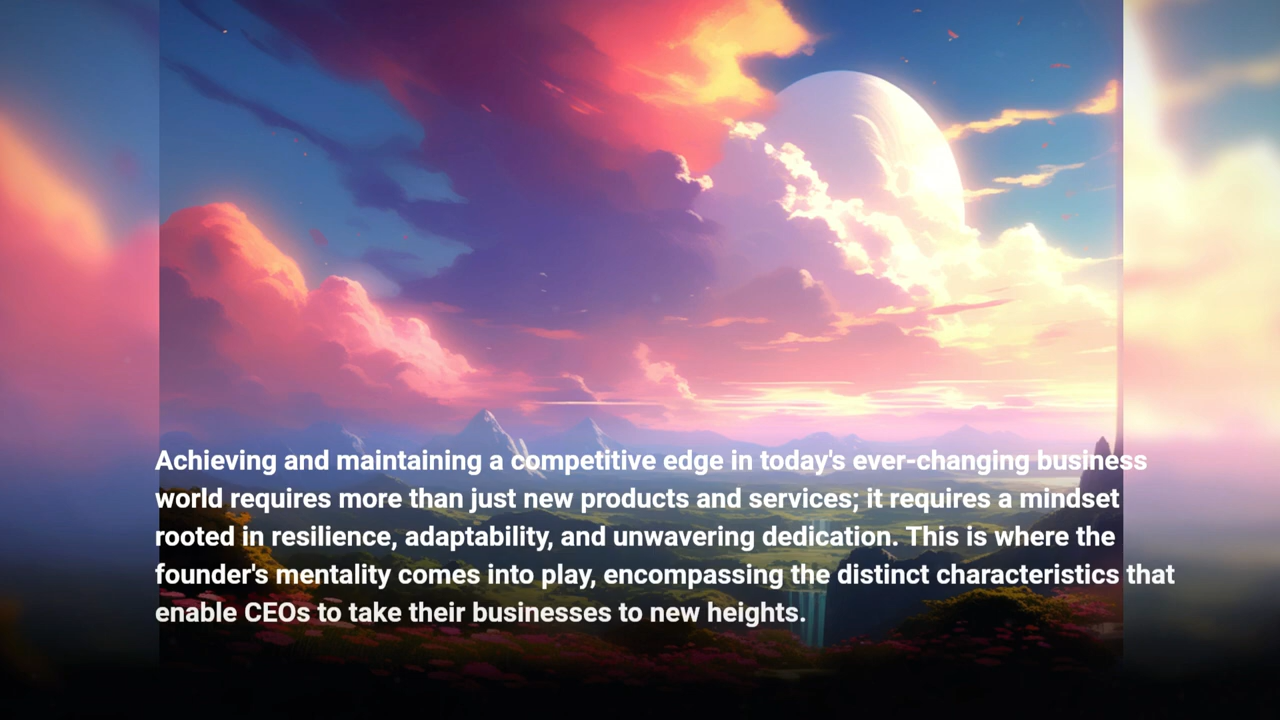 Achieving and maintaining a competitive edge in today's ever-changing business
world requires more than just new products and services; it requires a mindset
rooted in resilience, adaptability, and unwavering dedication. This is where the
founder's mentality comes into play, encompassing the distinct characteristics that
enable CEOs to take their businesses to new heights.